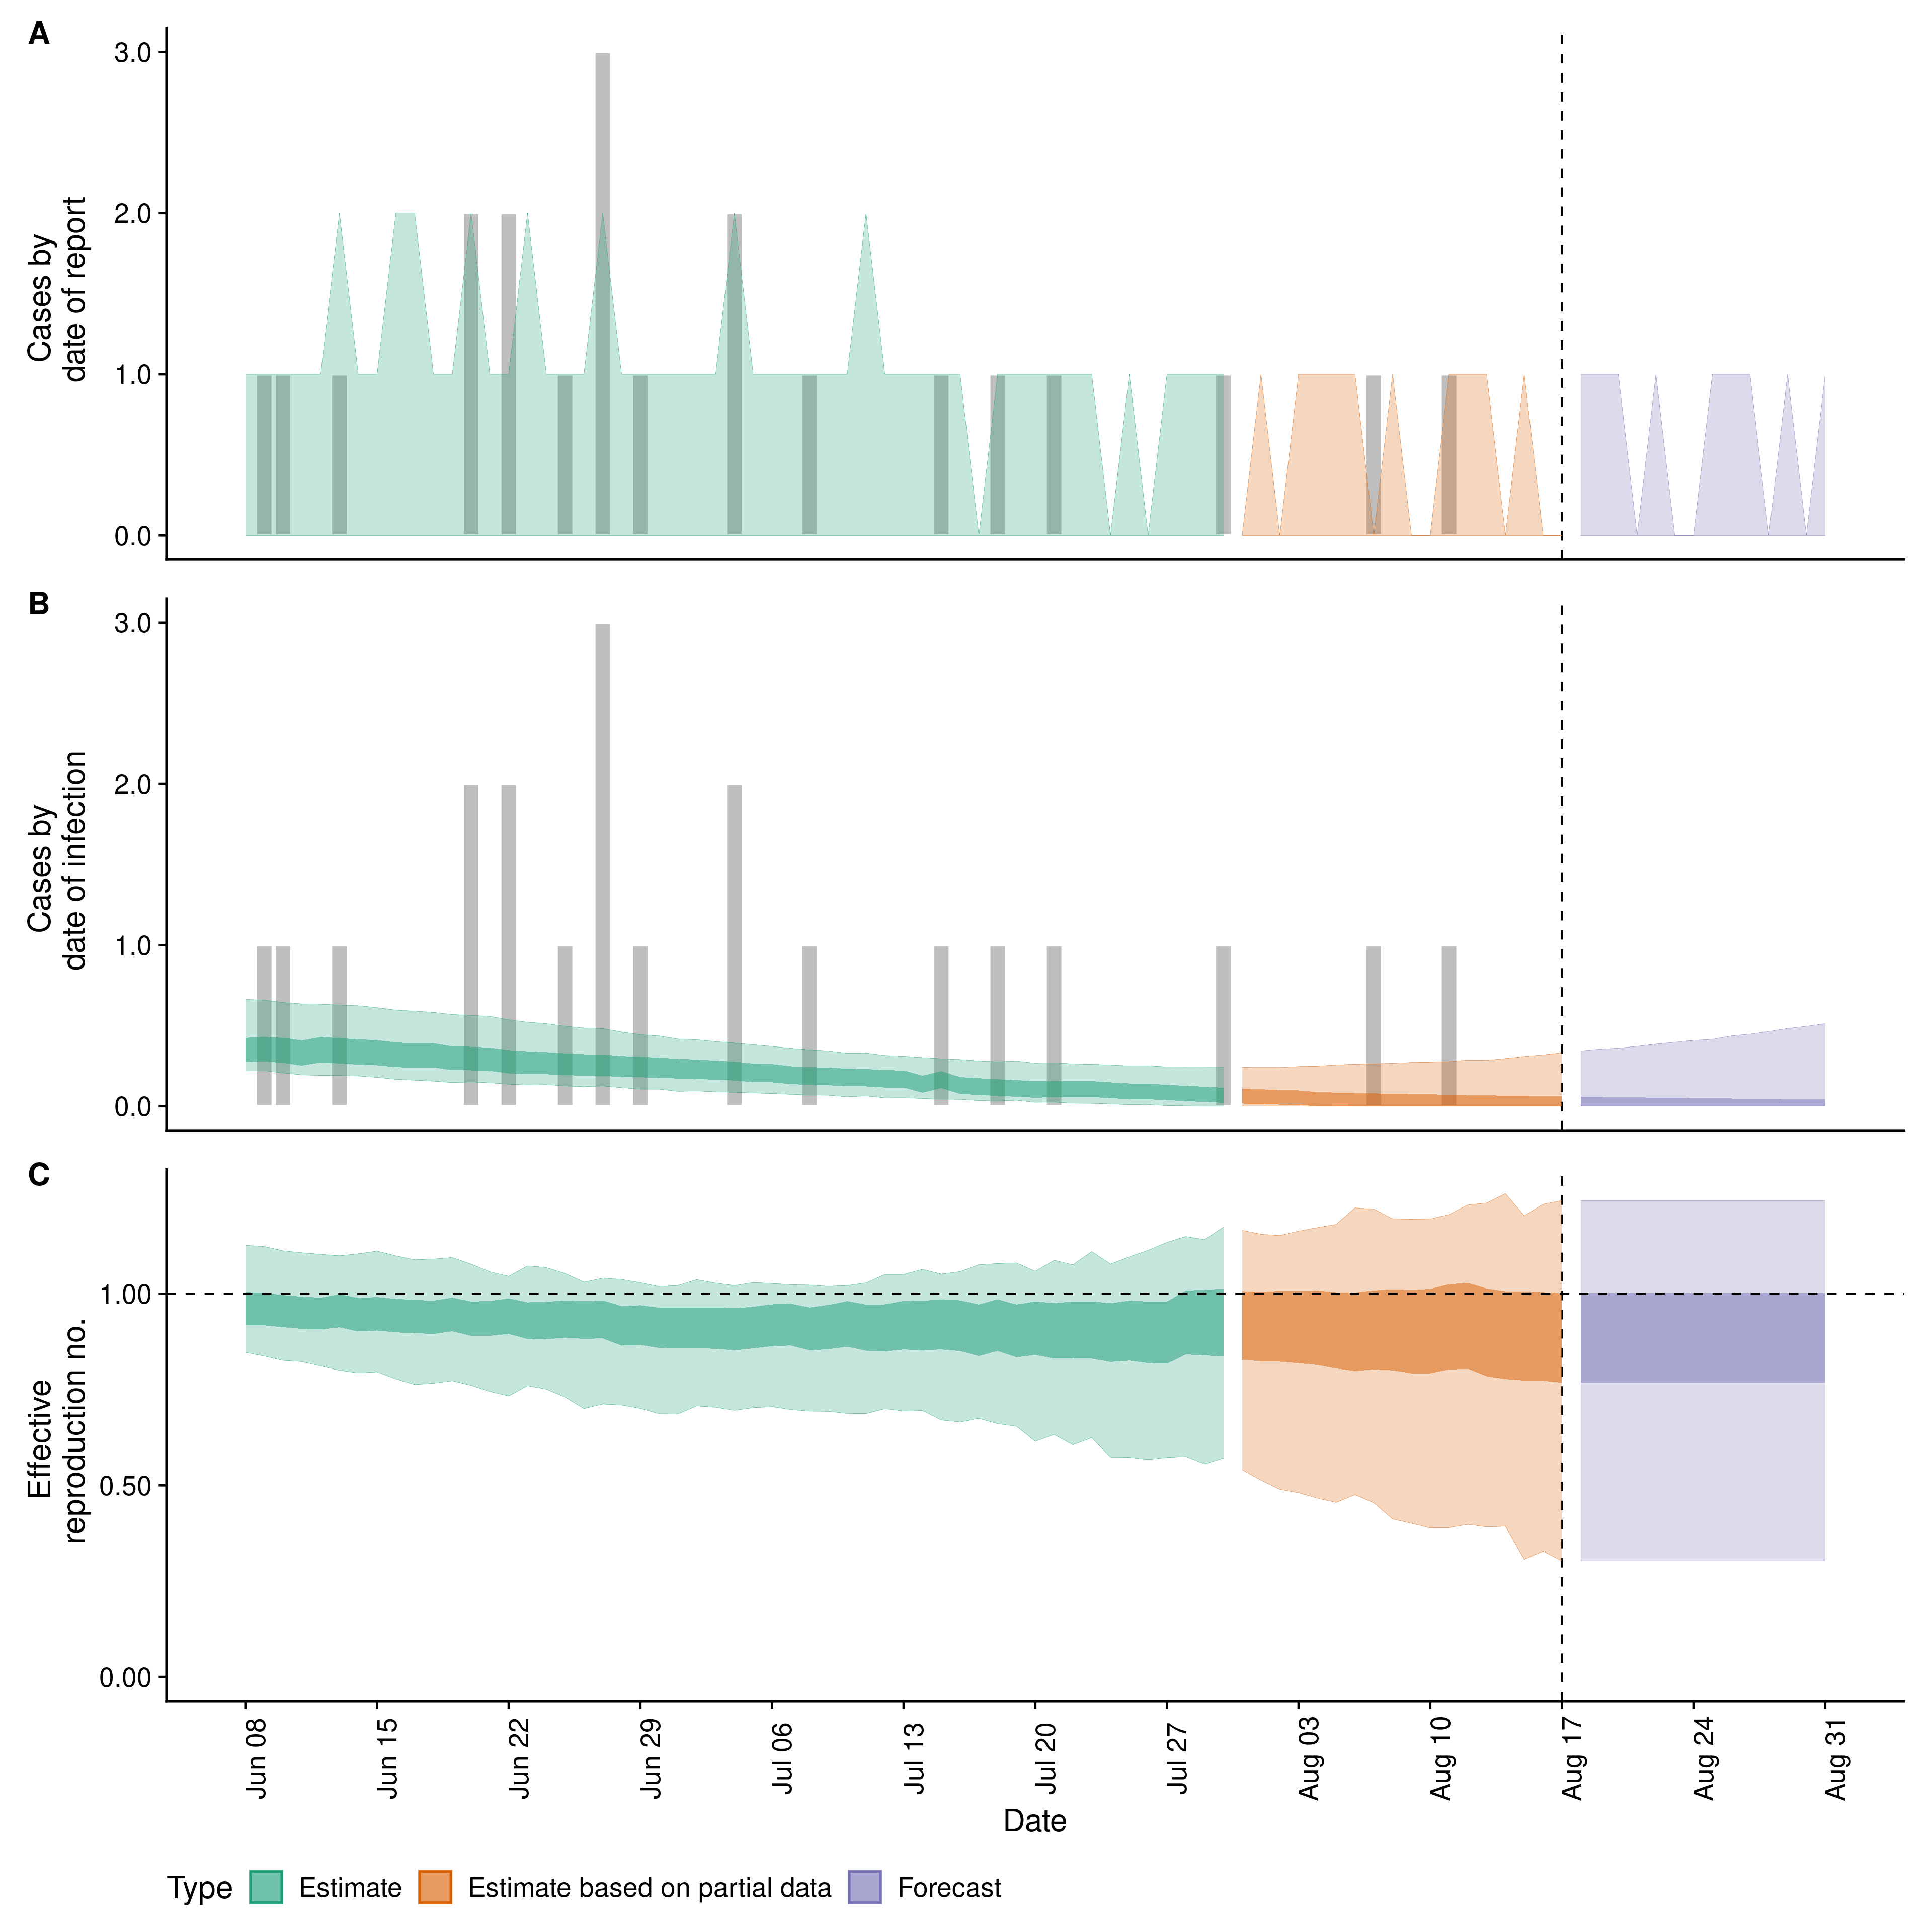 A
Cases by
date of report
3.0
2.0
1.0
0.0
B
Cases by
date of infection
3.0
2.0
1.0
0.0
C
Effective
reproduction no.
1.00
0.50
0.00
Jun 08
Jun 15
Jun 22
Jun 29
Jul 06
Jul 13
Jul 20
Jul 27
Aug 03
Aug 10
Aug 17
Aug 24
Aug 31
Date
Type Estimate Estimate based on partial data Forecast